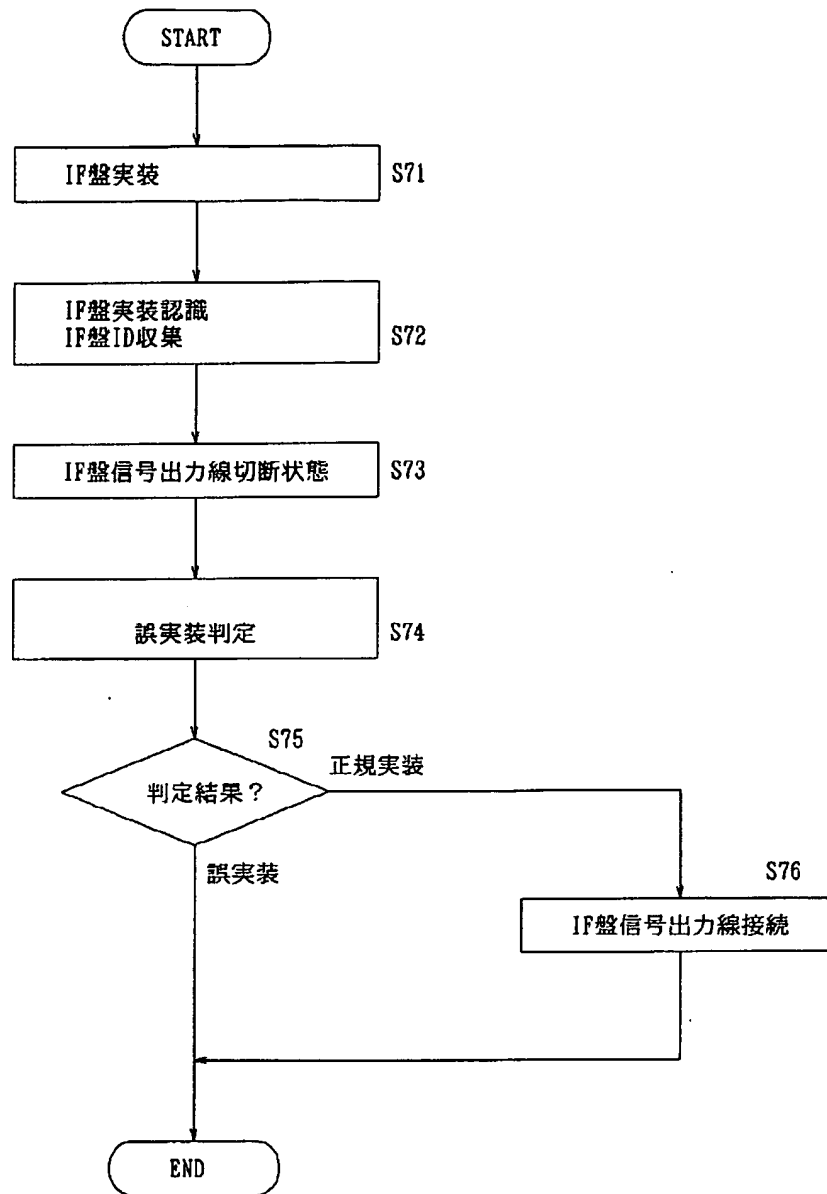 START
IF盤実装
S71
IF盤実装認識
IF盤ID収集
S72
IF盤信号出力線切断状態
S73
誤実装判定
S74
S75
判定結果？
正規実装
誤実装
S76
IF盤信号出力線接続
END